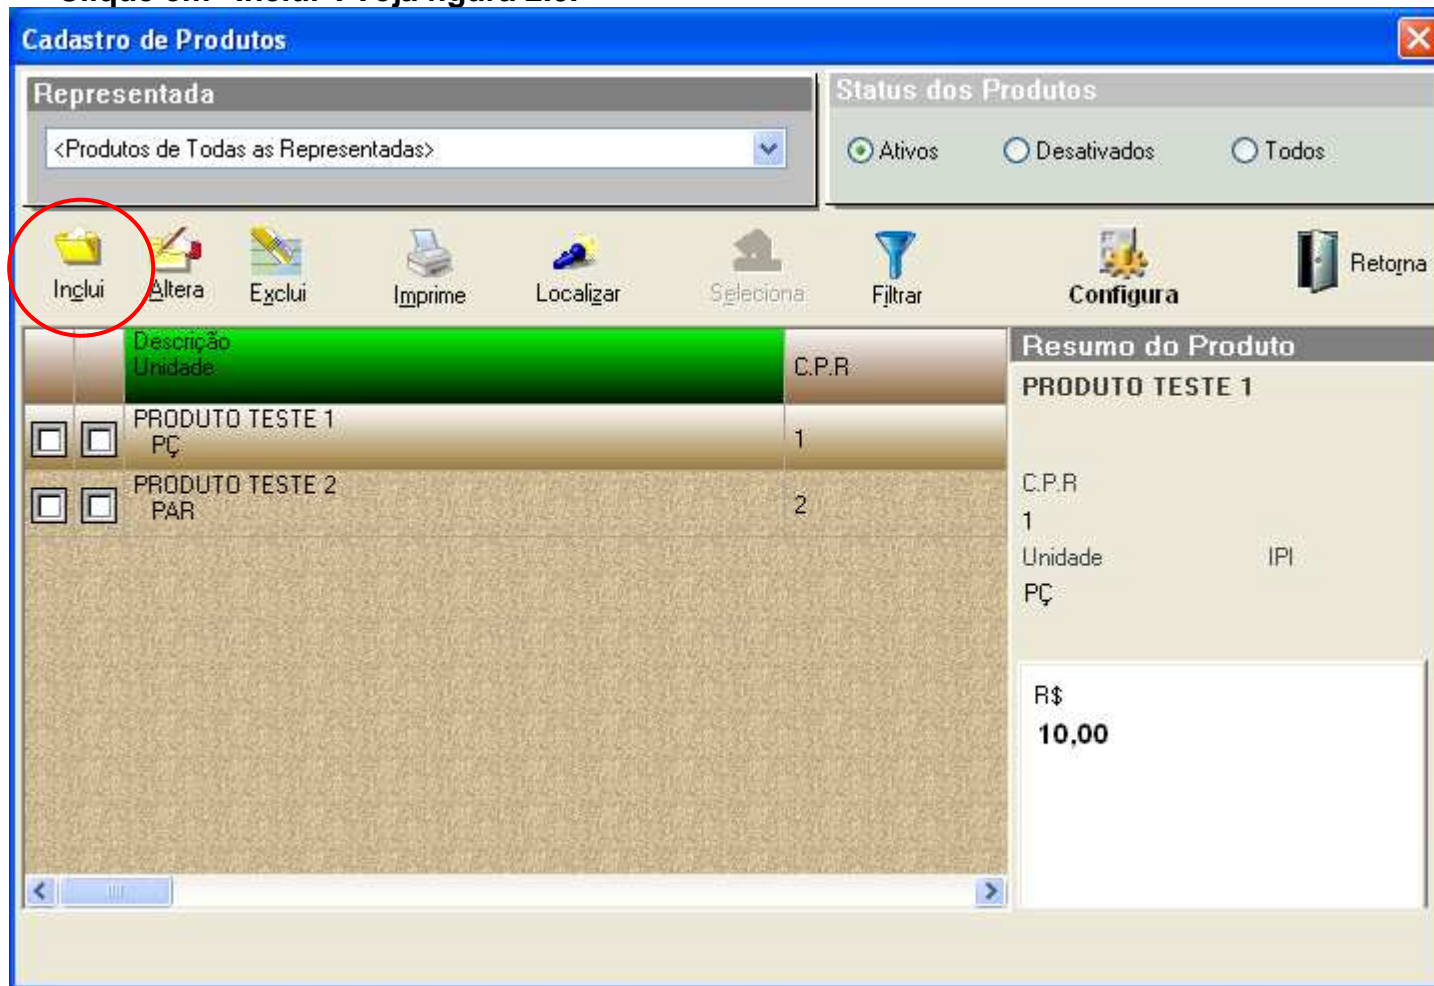 Cadastro de Produtos
Representada
Status dos Produtos
<Produtos de Todas as Representadas>
Ativos
Desativados
Todos
Inclui
Altera
Exclui
Imprime
Localizar
Seleciona
Filtrar
Configura
Retorna
Descrição
Unidade
C.P.R
PRODUTO TESTE 1
PÇ
1
PRODUTO TESTE 2
PAR
2
Resumo do Produto
PRODUTO TESTE 1
C.P.R
1
Unidade
IPI
PÇ
R$
10,00